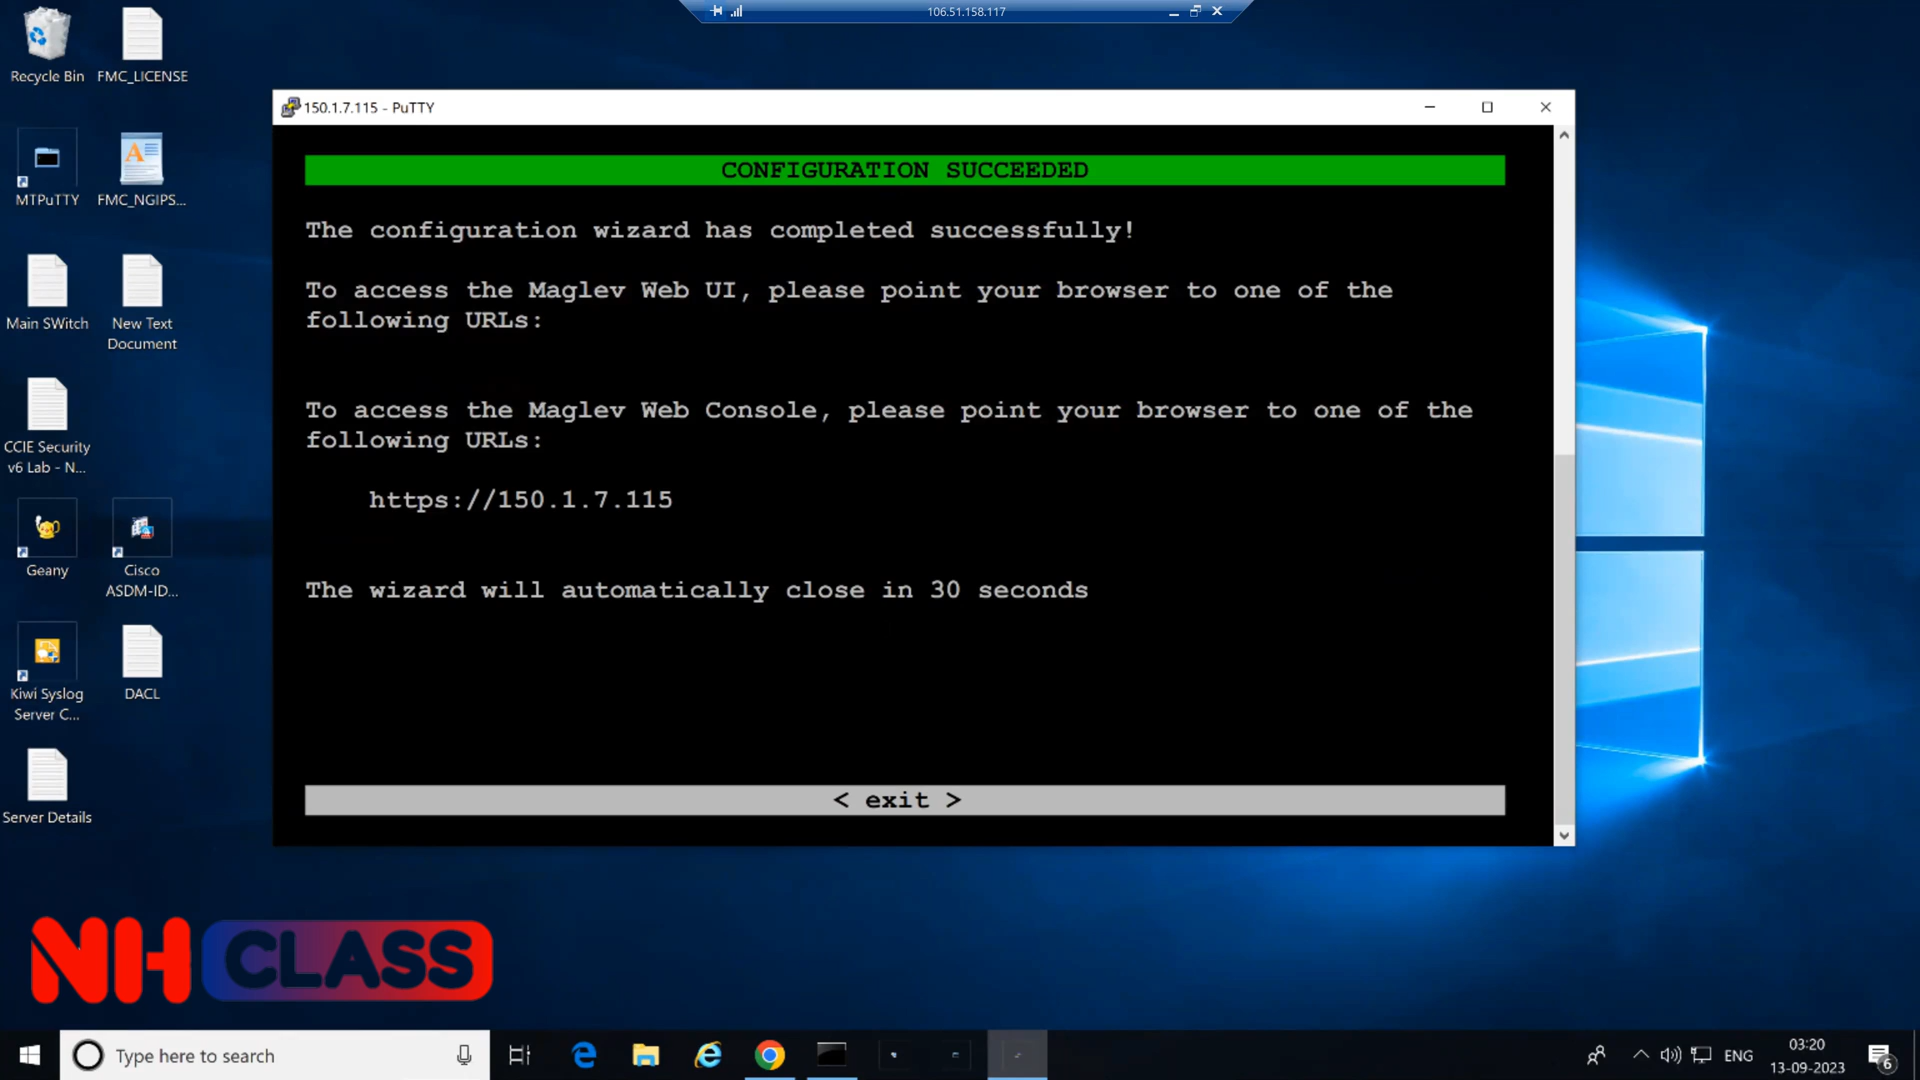 106.51.158.117
Recycle Bin
FMC_LICENSE
MTPuTTY
FMC_NGIPS...
Main SWitch
New Text
Document
CCIE Security
v6 Lab - N...
Geany
Cisco
ASDM-ID...
Kiwi Syslog
Server C...
DACL
Server Details
150.1.7.115 - PuTTY
CONFIGURATION SUCCEEDED
The configuration wizard has completed successfully!
To access the Maglev Web UI, please point your browser to one of the
following URLs:
To access the Maglev Web Console, please point your browser to one of the
following URLs:
https://150.1.7.115
The wizard will automatically close in 30 seconds
< exit >
NH CLASS
Type here to search
ENG
03:20
13-09-2023
6